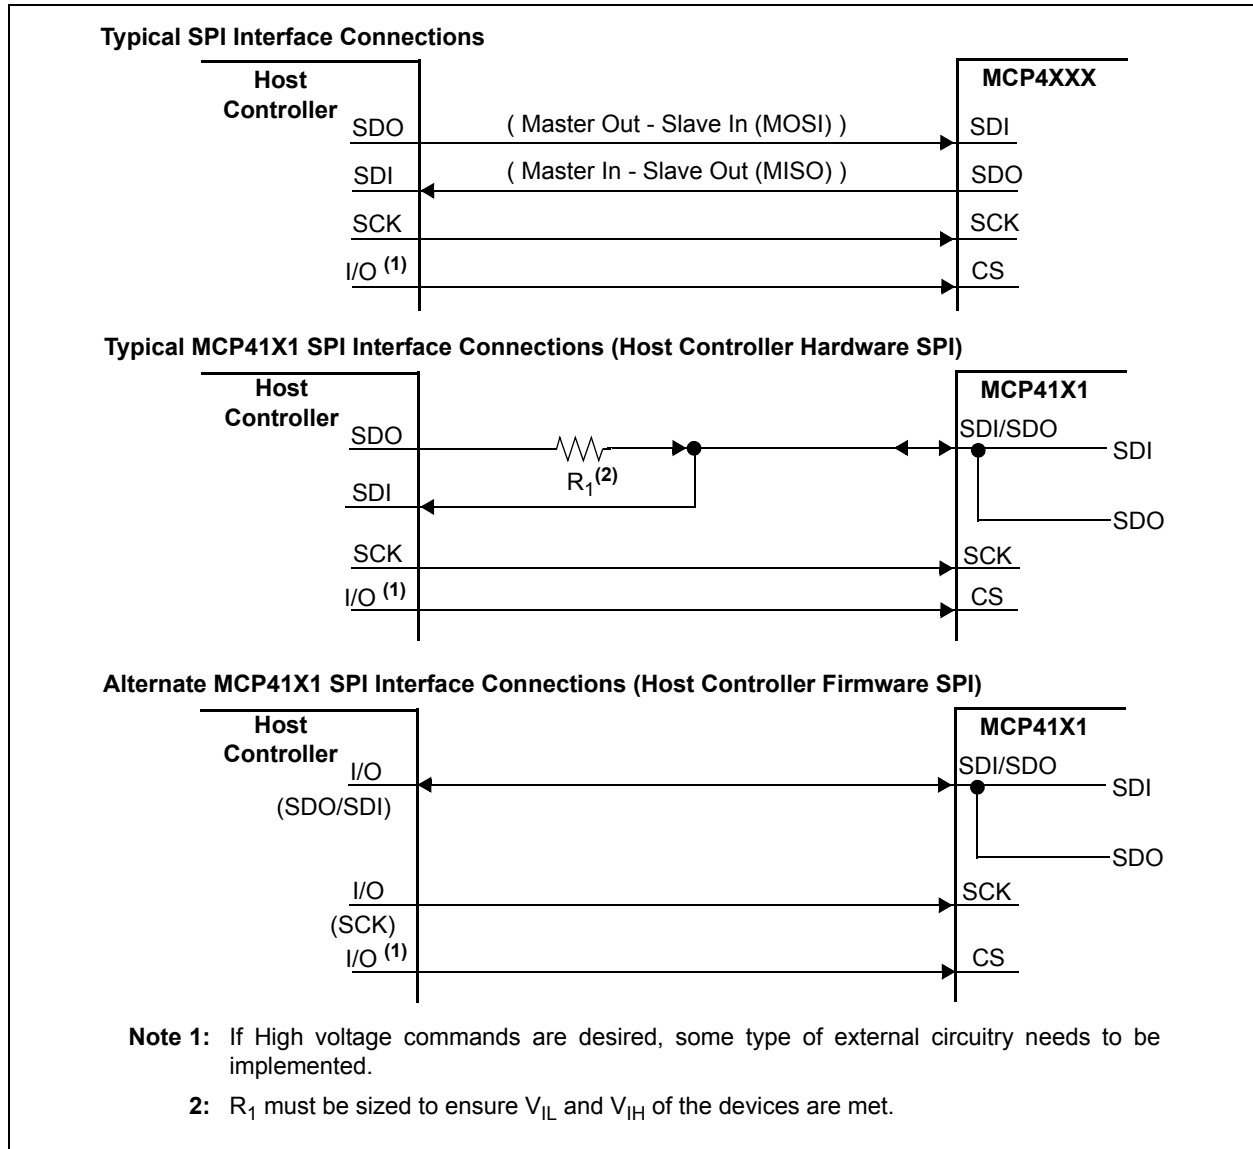 Typical SPI Interface Connections
Host
Controller
MCP4XXX
SDO
( Master Out - Slave In (MOSI) )
SDI
SDI
( Master In - Slave Out (MISO) )
SDO
SCK
SCK
I/O (1)
CS
Typical MCP41X1 SPI Interface Connections (Host Controller Hardware SPI)
Host
Controller
MCP41X1
SDO
R1(2)
SDI/SDO
SDI
SDI
SDO
SCK
SCK
I/O (1)
CS
Alternate MCP41X1 SPI Interface Connections (Host Controller Firmware SPI)
Host
Controller
MCP41X1
I/O
(SDO/SDI)
SDI/SDO
SDI
SDO
I/O
(SCK)
SCK
I/O (1)
CS
Note 1: If High voltage commands are desired, some type of external circuitry needs to be
implemented.
2: R1 must be sized to ensure VIL and VIH of the devices are met.